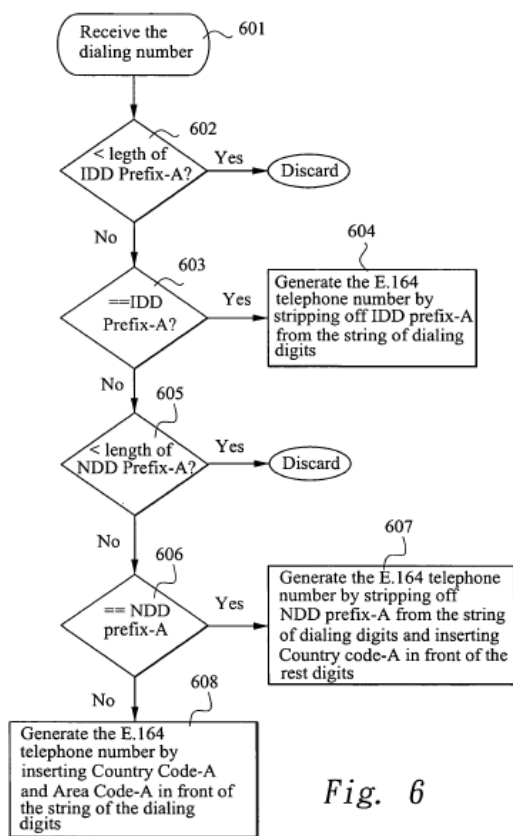 Receive the
dialing number
601
602
< legth of
IDD Prefix-A?
Yes
Discard
No
603
==IDD
Prefix-A?
Yes
604
Generate the E.164
telephone number by
stripping off IDD prefix-A
from the string of dialing
digits
No
605
< length of
NDD Prefix-A?
Yes
Discard
No
606
== NDD
prefix-A
Yes
607
Generate the E.164 telephone
number by stripping off
NDD prefix-A from the string
of dialing digits and inserting
Country code-A in front of the
rest digits
No
608
Generate the E.164
telephone number by
inserting Country Code-A
and Area Code-A in front of
the string of the dialing
digits
Fig. 6